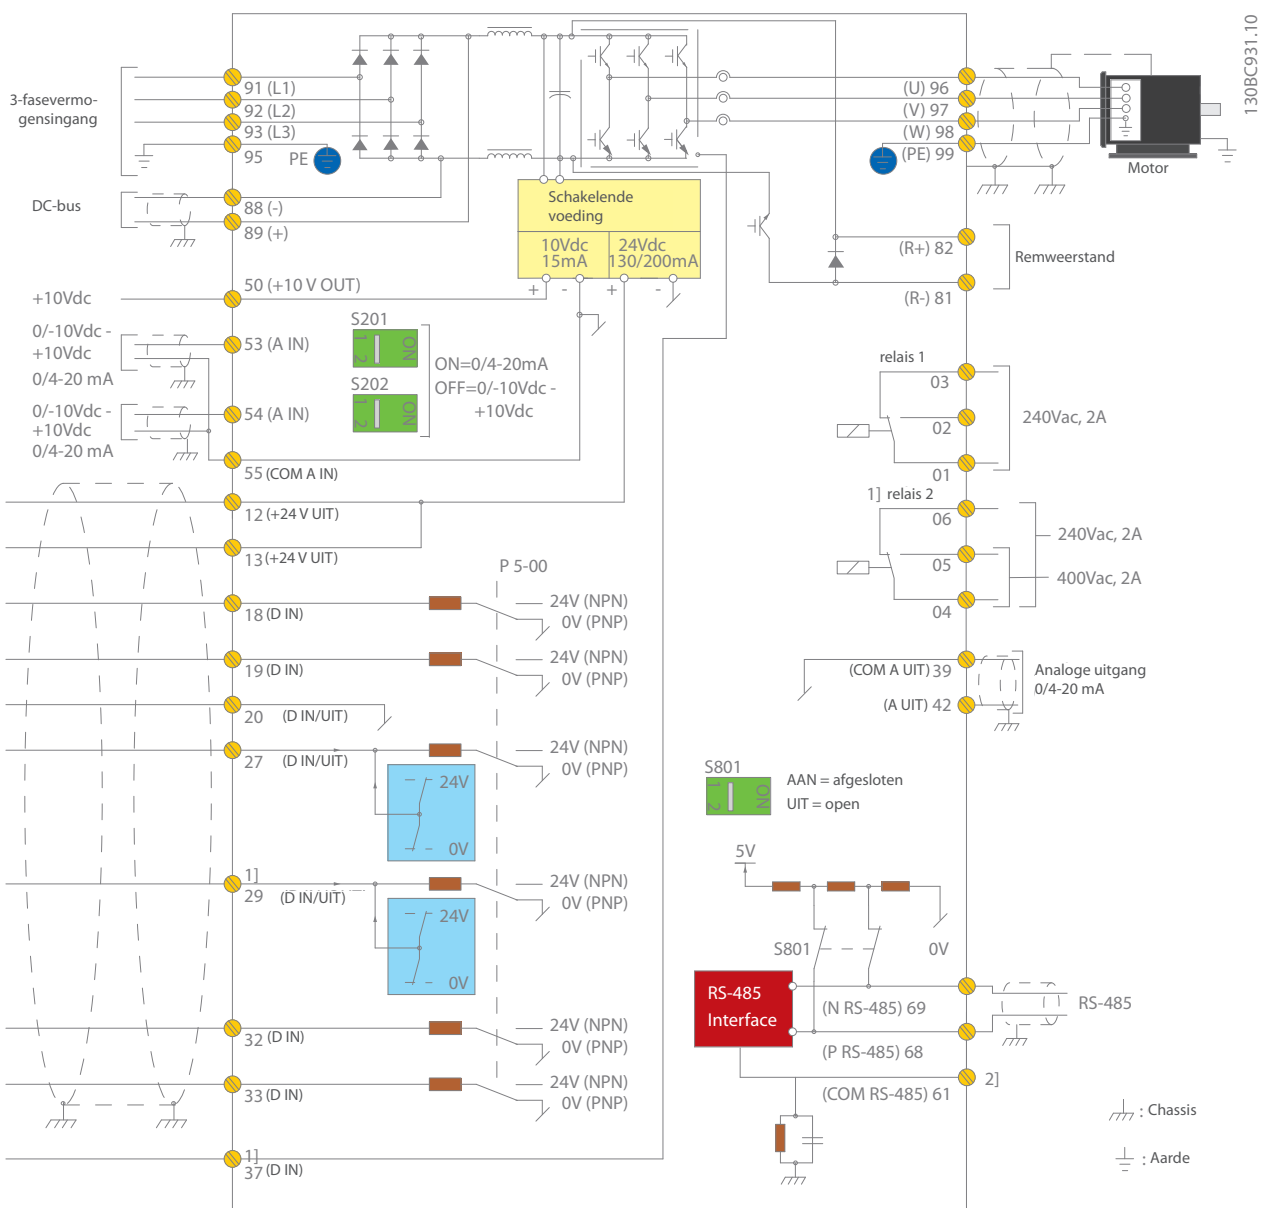 130BC931.10
3-fasevermo-
gensingang
91 (L1)
92 (L2)
93 (L3)
95
PE
DC-bus
88 (-)
89 (+)
+10Vdc
50 (+10 V OUT)
0/-10Vdc -
+10Vdc
0/4-20 mA
53 (A IN)
0/-10Vdc -
+10Vdc
0/4-20 mA
54 (A IN)
55 (COM A IN)
12 (+24 V UIT)
13 (+24 V UIT)
18 (D IN)
19 (D IN)
20 (D IN/UIT)
27 (D IN/UIT)
1]
29 (D IN/UIT)
32 (D IN)
33 (D IN)
1]
37 (D IN)
Schakelende
voeding
10Vdc
15mA
24Vdc
130/200mA
+ - + -
S201
1 2
ON
S202
1 2
ON
ON=0/4-20mA
OFF=0/-10Vdc -
+10Vdc
P 5-00
24V (NPN)
0V (PNP)
24V (NPN)
0V (PNP)
24V (NPN)
0V (PNP)
24V
0V
24V (NPN)
0V (PNP)
24V
0V
24V (NPN)
0V (PNP)
24V (NPN)
0V (PNP)
(U) 96
(V) 97
(W) 98
(PE) 99
Motor
(R+) 82
(R-) 81
Remweerstand
relais 1
03
02
01
240Vac, 2A
1] relais 2
06
05
04
240Vac, 2A
400Vac, 2A
(COM A UIT) 39
(A UIT) 42
Analoge uitgang
0/4-20 mA
S801
1 2
ON
AAN = afgesloten
UIT = open
5V
S801
0V
RS-485
Interface
(N RS-485) 69
(P RS-485) 68
(COM RS-485) 61
RS-485
2]
: Chassis
: Aarde